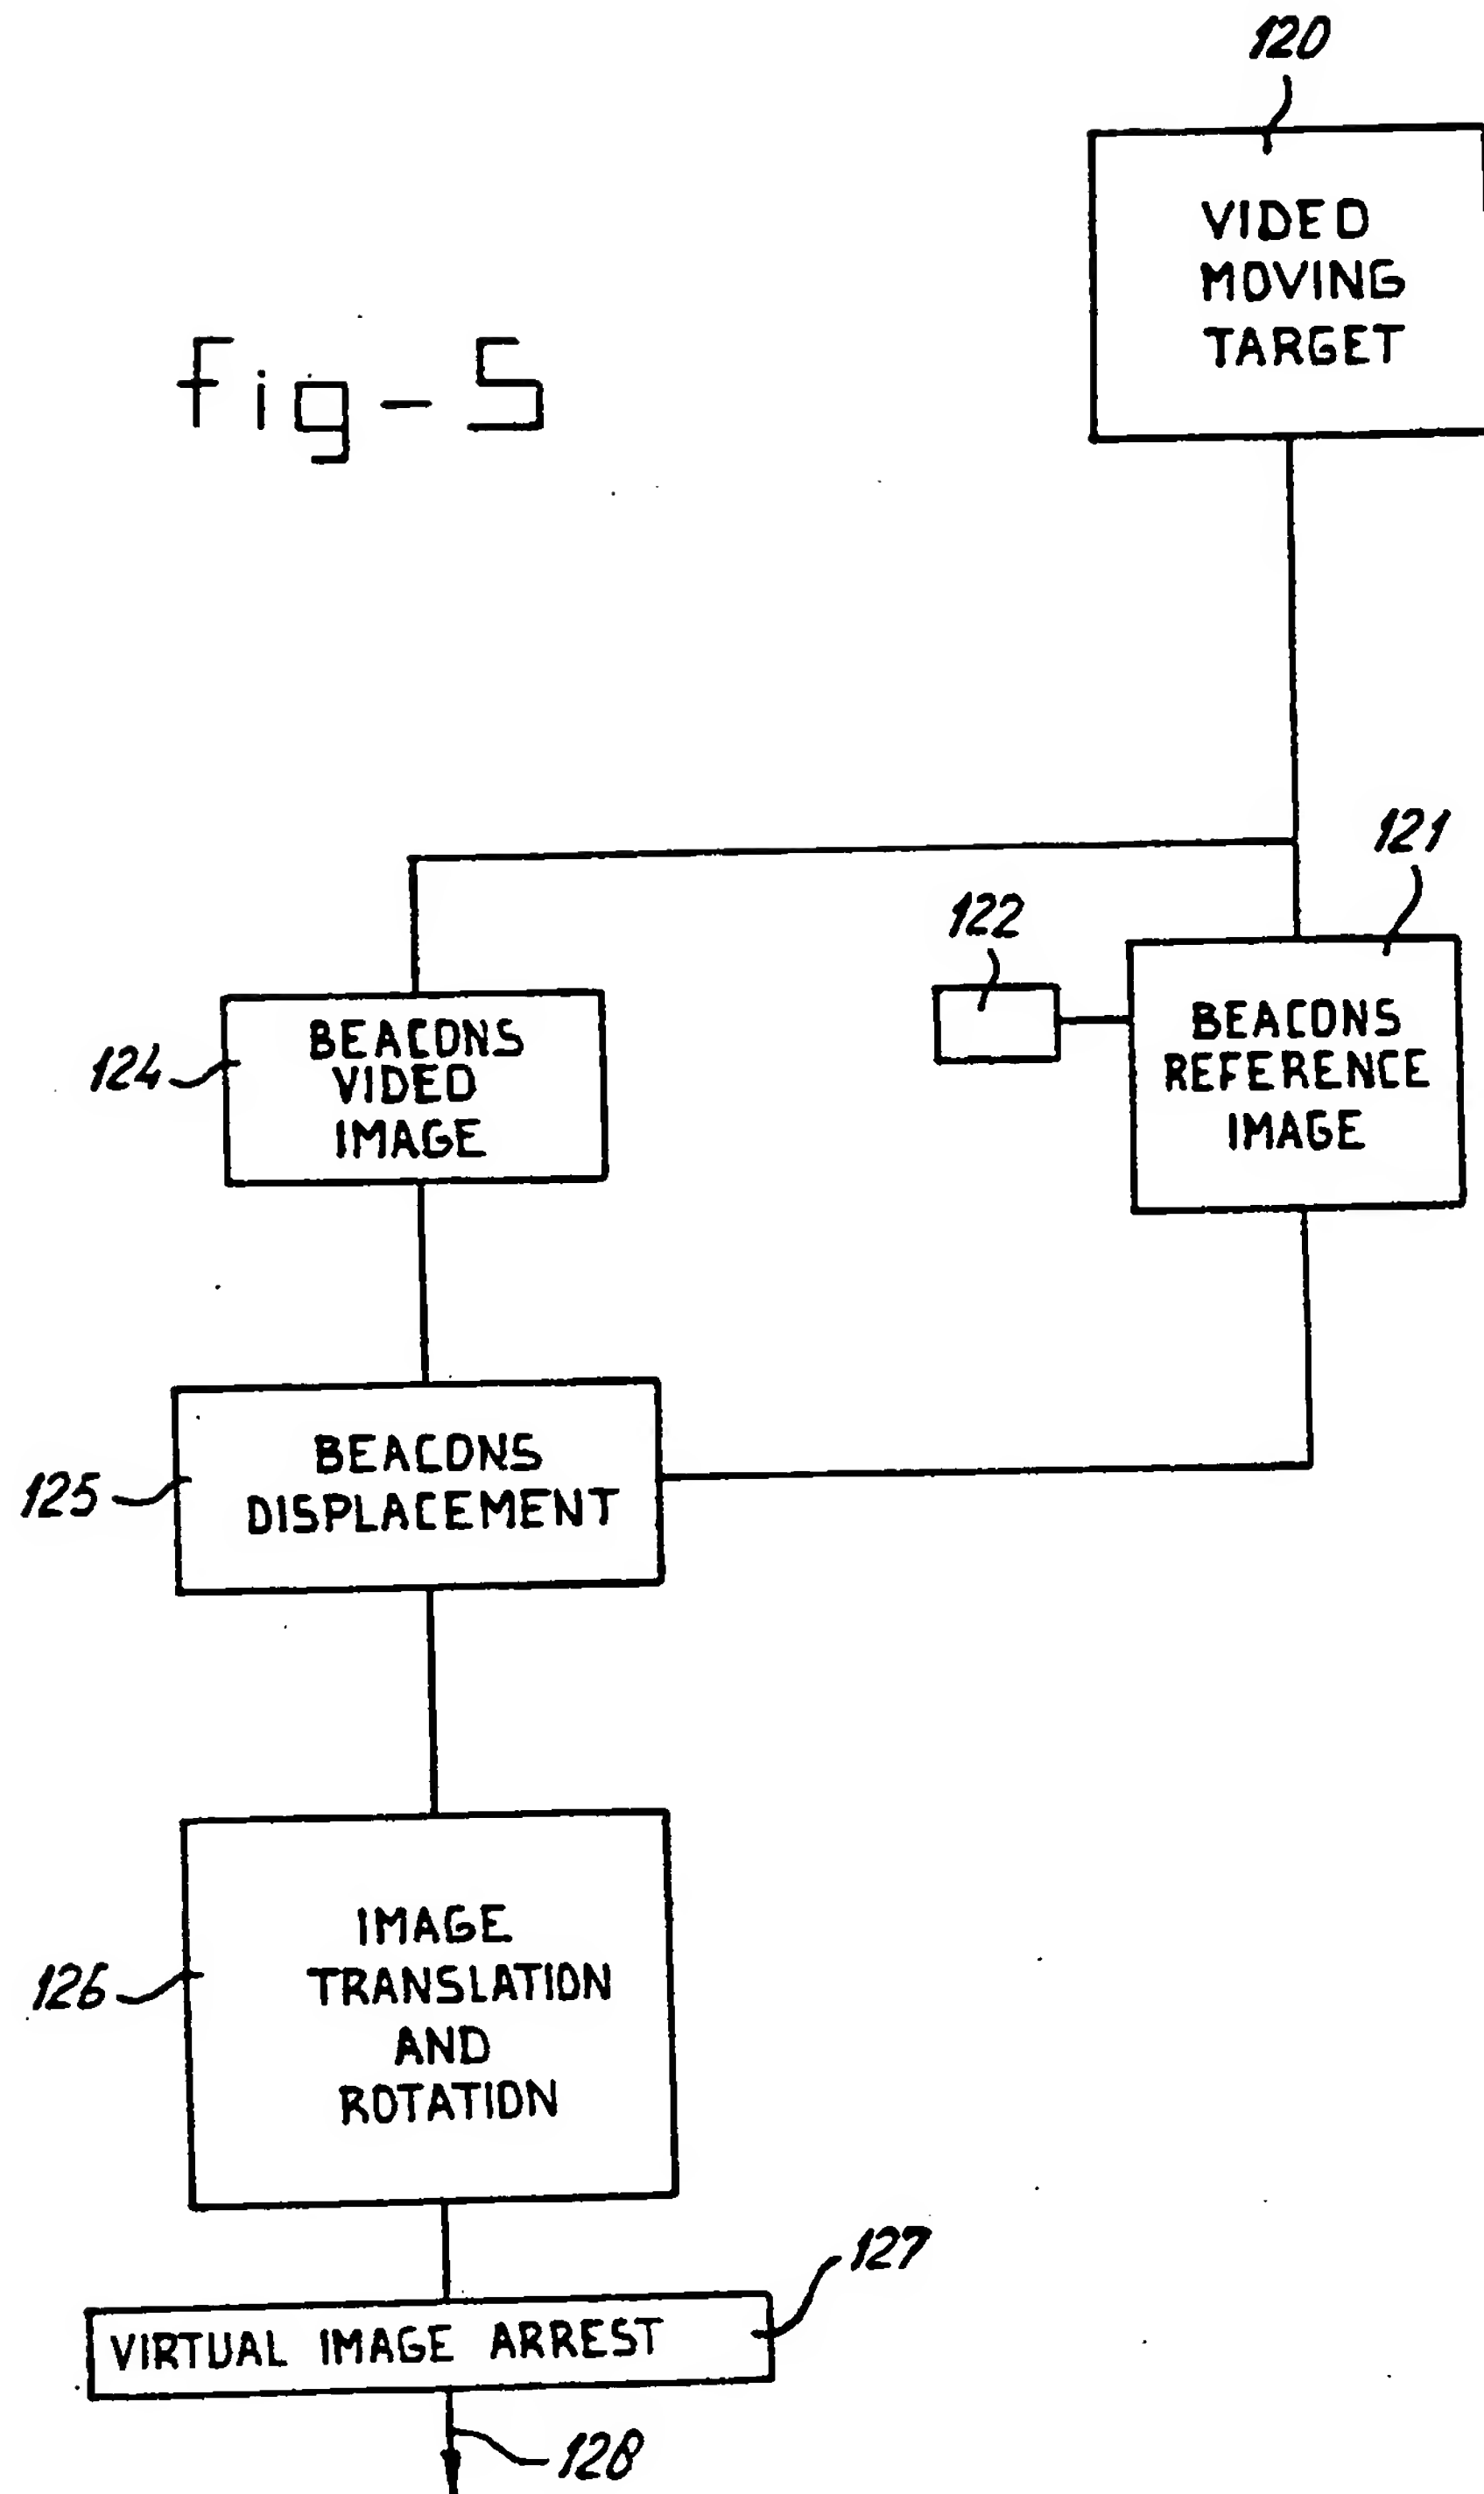 120
VIDEO
MOVING
TARGET
fig-5
121
122
BEACONS
REFERENCE
IMAGE
124
BEACONS
VIDEO
IMAGE
125
BEACONS
DISPLACEMENT
126
IMAGE
TRANSLATION
AND
ROTATION
127
VIRTUAL IMAGE ARREST
128